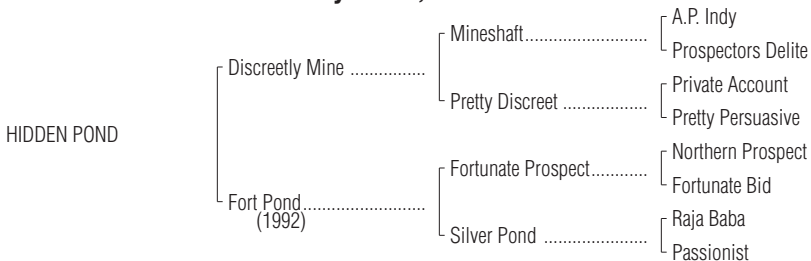 A.P. Indy
Mineshaft
Prospectors Delite
Discreetly Mine
Private Account
Pretty Discreet
Pretty Persuasive
HIDDEN POND
Northern Prospect
Fortunate Prospect
Fortunate Bid
Fort Pond
(1992)
Raja Baba
Silver Pond
Passionist